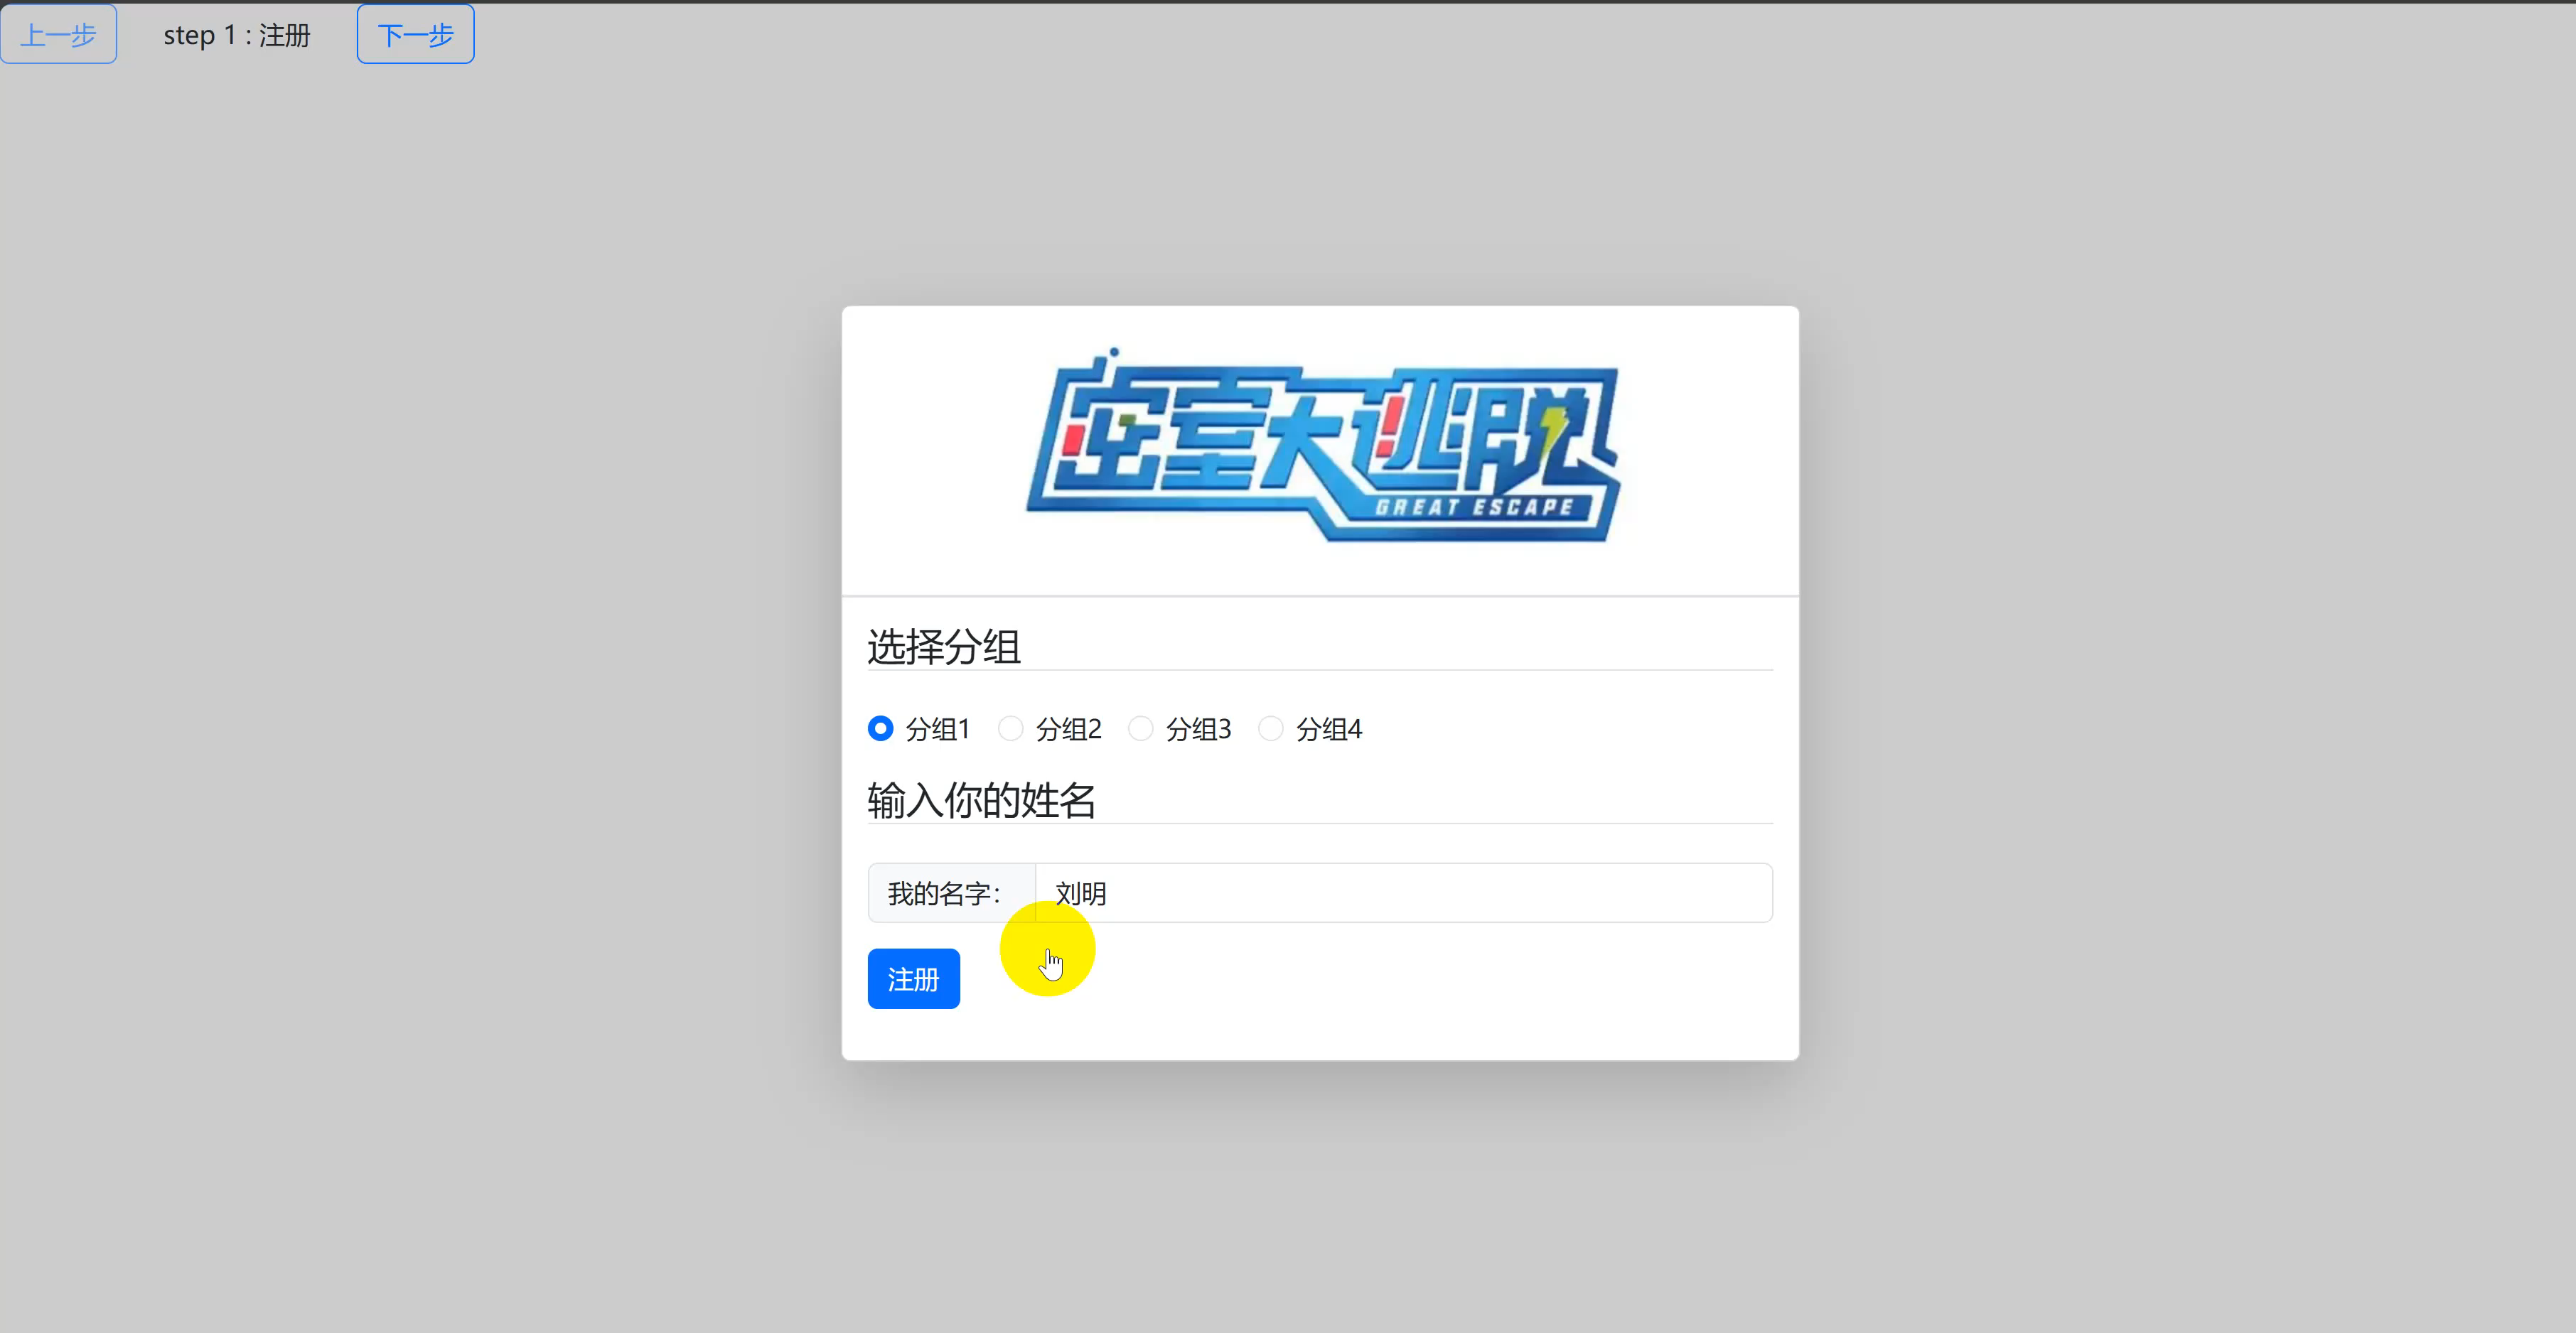 上一步 step 1 : 注册 下一步
密室大逃脱
GREAT ESCAPE
选择分组
分组1 分组2 分组3 分组4
输入你的姓名
我的名字： 刘明
注册